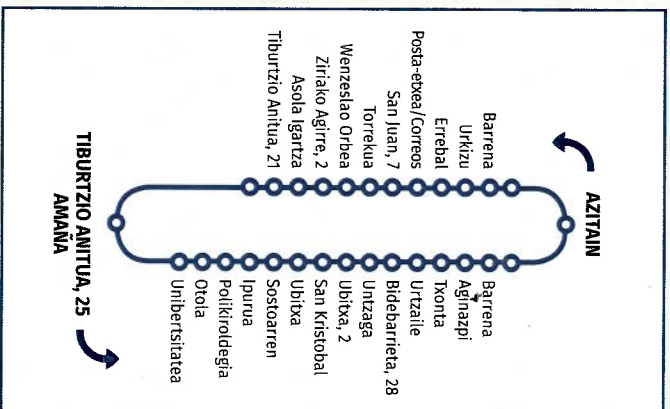 AZITAIN
Barrena
Urkizu
Errebal
Posta-etxea/Correos
San Juan, 7
Torrekua
Wenzeslao Orbea
Ziriako Agirre, 2
Asola Igartza
Tiburtzio Anitua, 21
Barrena
Aginazpi
Txonta
Urtzaile
Bidebarrieta, 28
Untzaga
Ubitxa, 2
San Kristobal
Ubitxa
Sostoarren
Ipurua
Polikiroldegia
Otola
Unibertsitatea
TIBURTZIO ANITUA, 25
AMAÑA